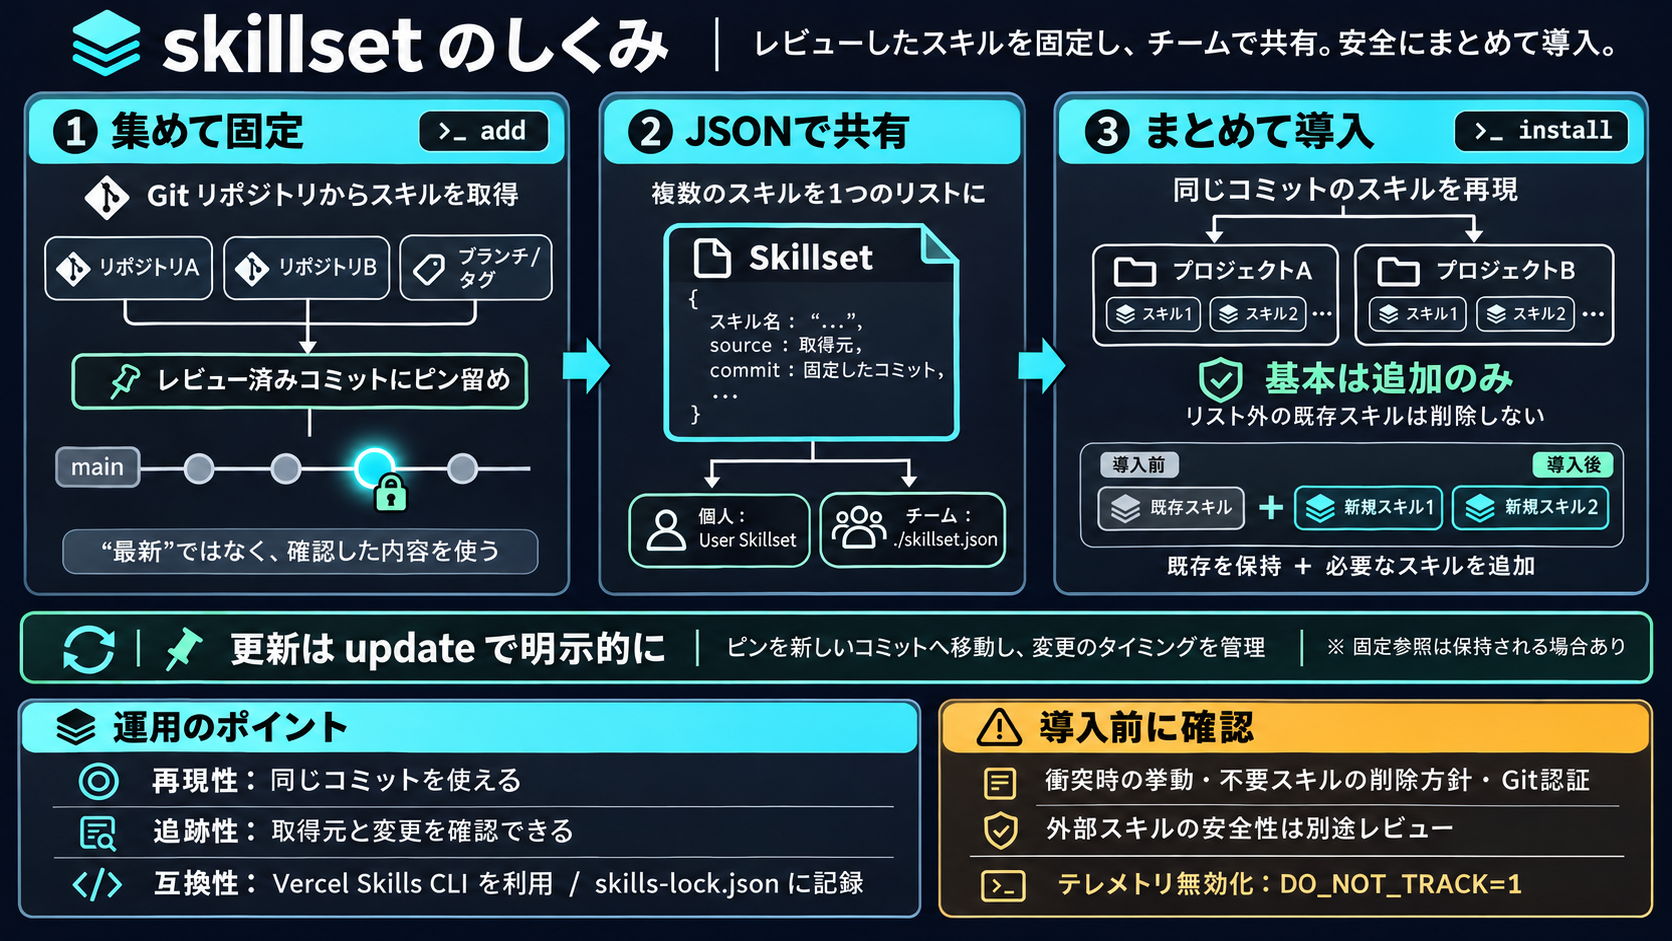 skillset のしくみ
レビューしたスキルを固定し、チームで共有。安全にまとめて導入。
1 集めて固定
>_ add
Git リポジトリからスキルを取得
リポジトリA
リポジトリB
ブランチ/
タグ
レビュー済みコミットにピン留め
main
“最新”ではなく、確認した内容を使う
2 JSONで共有
複数のスキルを1つのリストに
Skillset
{
スキル名： “...”,
source ： 取得元,
commit： 固定したコミット,
...
}
個人：
User Skillset
チーム：
./skillset.json
3 まとめて導入
>_ install
同じコミットのスキルを再現
プロジェクトA
スキル1
スキル2
...
プロジェクトB
スキル1
スキル2
...
基本は追加のみ
リスト外の既存スキルは削除しない
導入前
導入後
既存スキル
+
新規スキル1
新規スキル2
既存を保持 + 必要なスキルを追加
更新は update で明示的に
ピンを新しいコミットへ移動し、変更のタイミングを管理
※ 固定参照は保持される場合あり
運用のポイント
再現性： 同じコミットを使える
追跡性： 取得元と変更を確認できる
互換性： Vercel Skills CLI を利用 / skills-lock.json に記録
導入前に確認
衝突時の挙動・不要スキルの削除方針・Git認証
外部スキルの安全性は別途レビュー
テレメトリ無効化：DO_NOT_TRACK=1